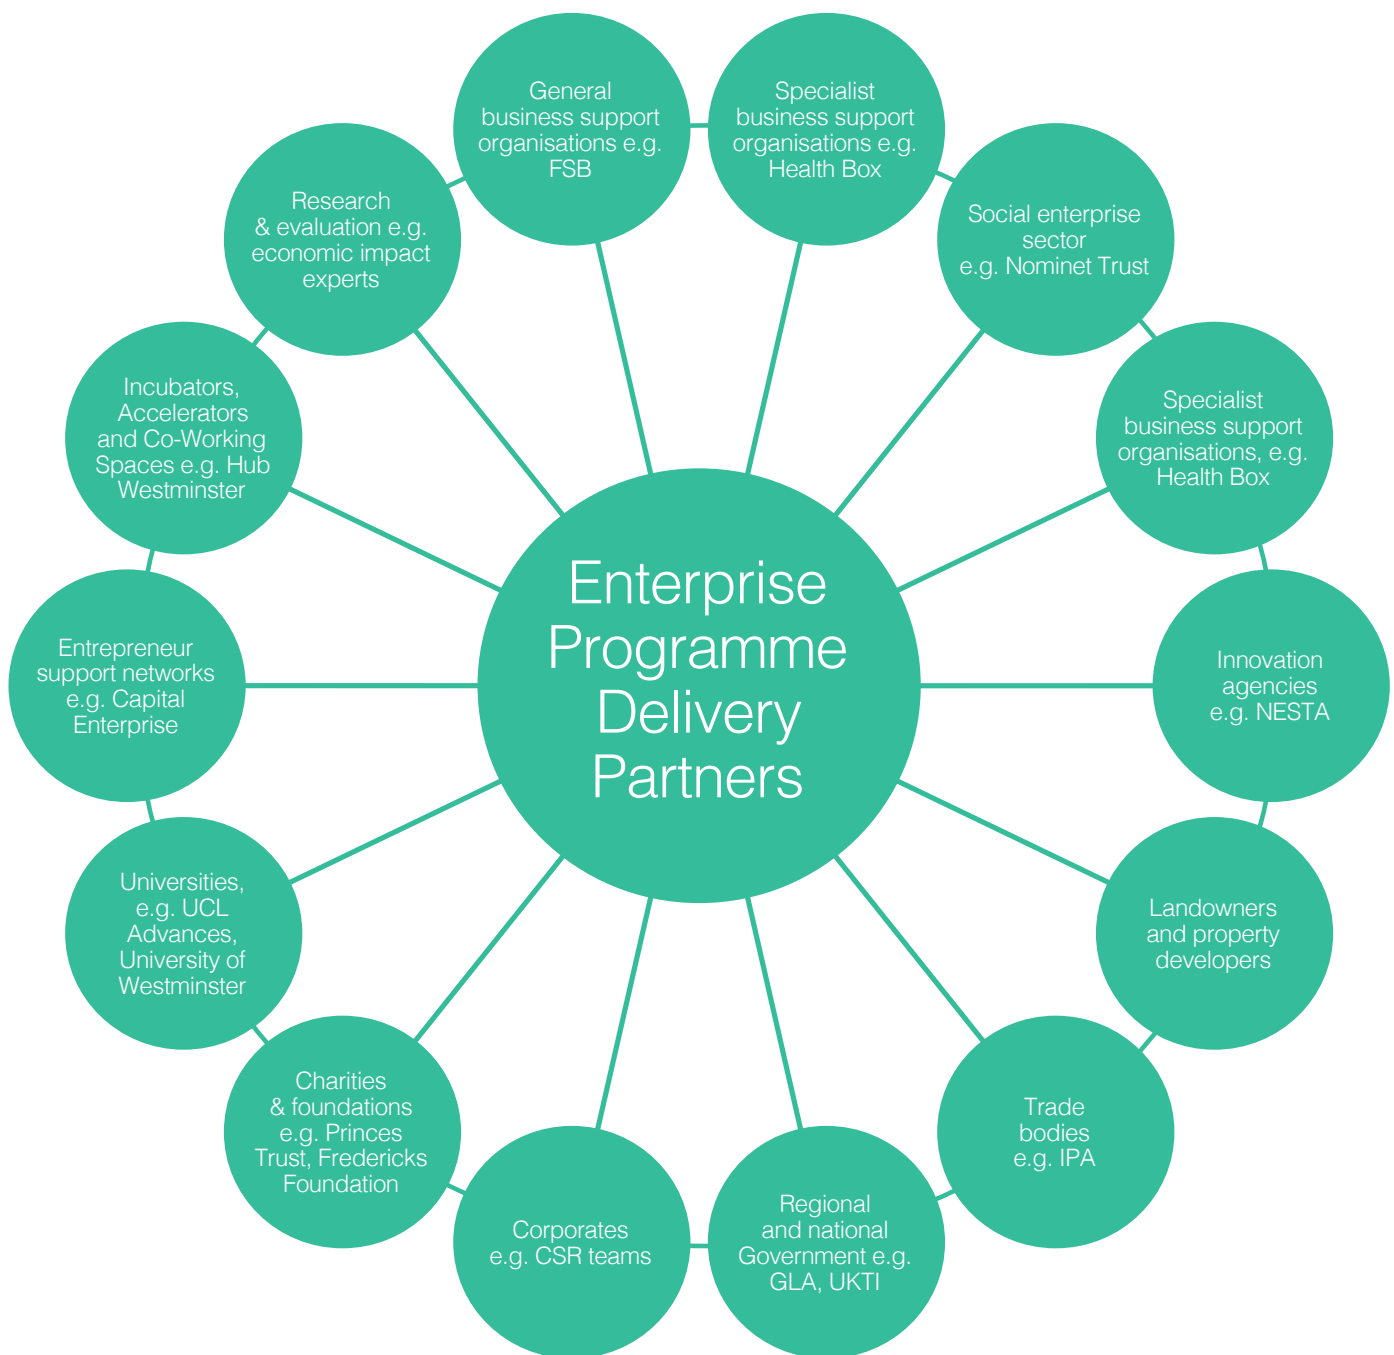 General
business support
organisations e.g.
FSB
Specialist
business support
organisations e.g.
Health Box
Social enterprise
sector
e.g. Nominet Trust
Specialist
business support
organisations, e.g.
Health Box
Innovation
agencies
e.g. NESTA
Landowners
and property
developers
Trade
bodies
e.g. IPA
Regional
and national
Government e.g.
GLA, UKTI
Corporates
e.g. CSR teams
Charities
& foundations
e.g. Princes
Trust, Fredericks
Foundation
Universities,
e.g. UCL
Advances,
University of
Westminster
Entrepreneur
support networks
e.g. Capital
Enterprise
Incubators,
Accelerators
and Co-Working
Spaces e.g. Hub
Westminster
Research
& evaluation e.g.
economic impact
experts
Enterprise
Programme
Delivery
Partners